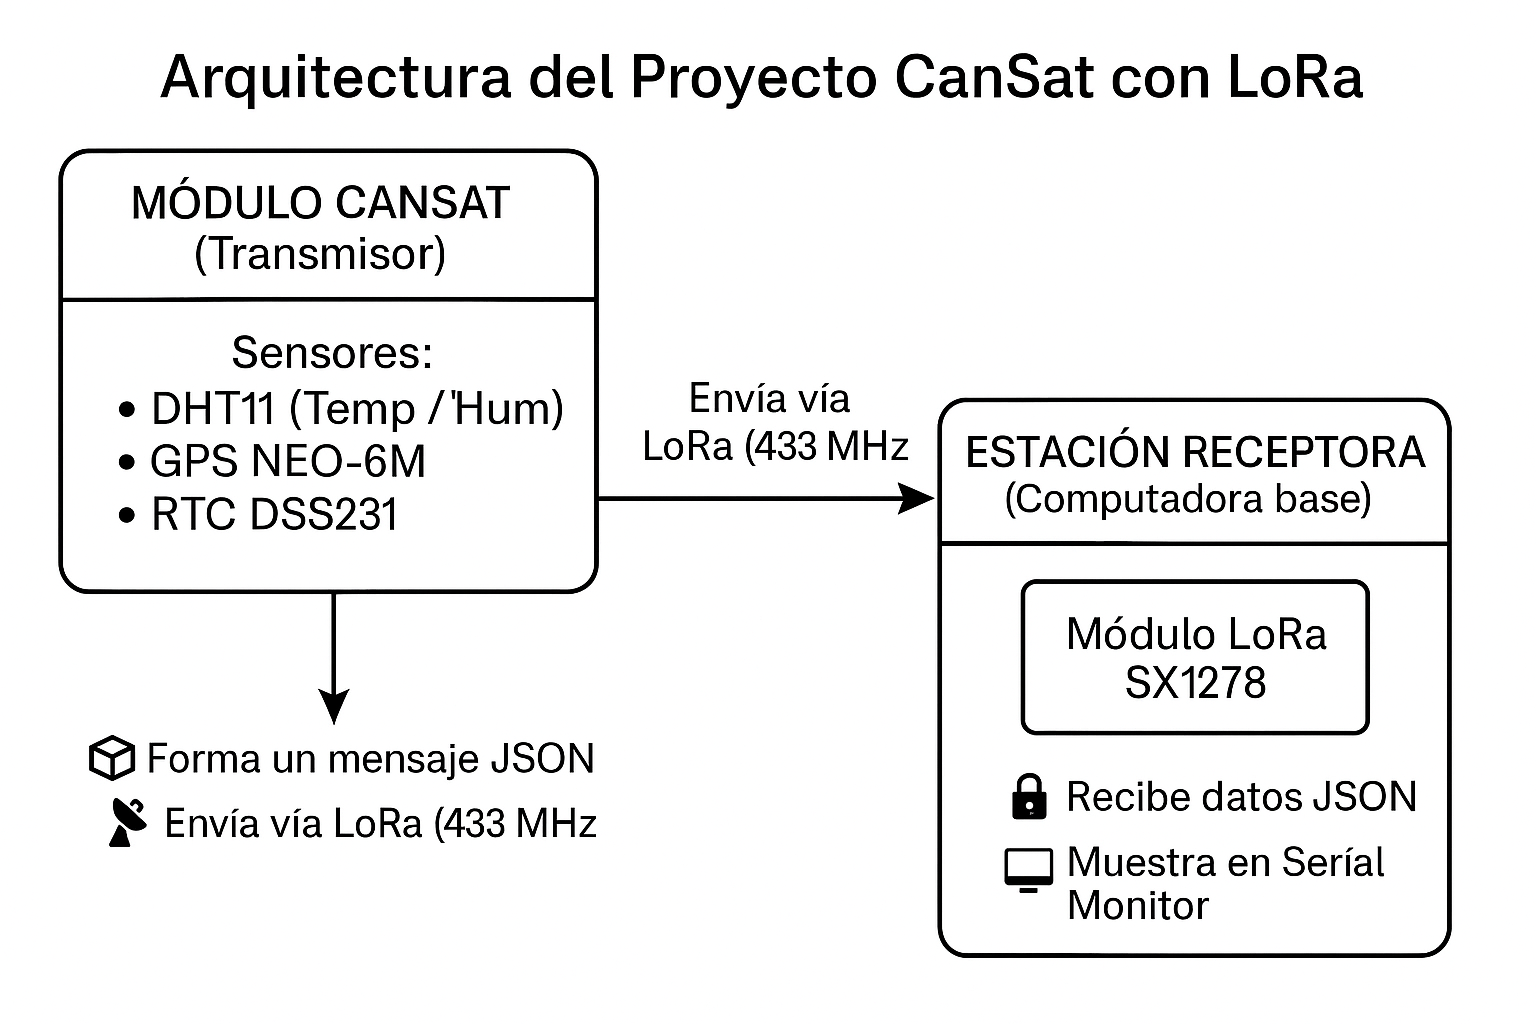 Arquitectura del Proyecto CanSat con LoRa
MÓDULO CANSAT
(Transmisor)
Sensores:
• DHT11 (Temp /'Hum)
• GPS NEO-6M
• RTC DSS231
Envía vía
LoRa (433 MHz
Forma un mensaje JSON
Envía vía LoRa (433 MHz
ESTACIÓN RECEPTORA
(Computadora base)
Módulo LoRa
SX1278
Recibe datos JSON
Muestra en Seríal
Monitor